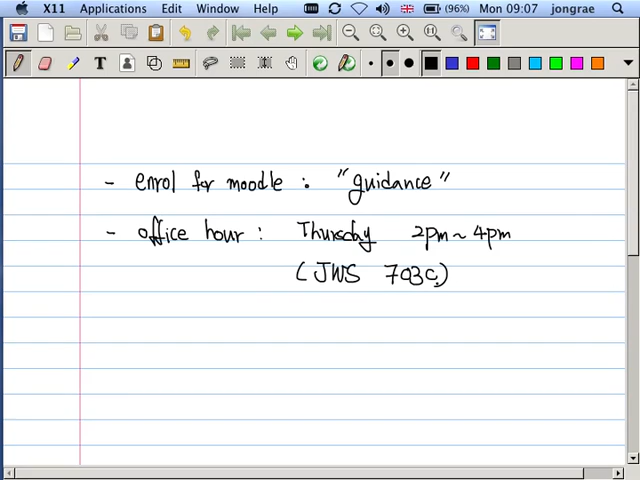 X11 Applications Edit Window Help (96%) Mon 09:07 jongrae
T
- enrol for moodle : "guidance"
- office hour : Thursday 2pm ~ 4pm
(JWS 703C)